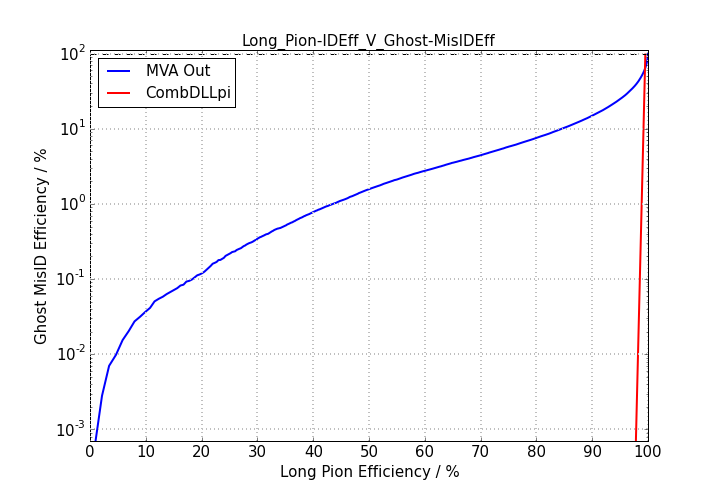 Long_Pion-IDEff_V_Ghost-MisIDEff
MVA Out
CombDLLpi
Ghost MisID Efficiency / %
10²
10¹
10⁰
10⁻¹
10⁻²
10⁻³
0 10 20 30 40 50 60 70 80 90 100
Long Pion Efficiency / %